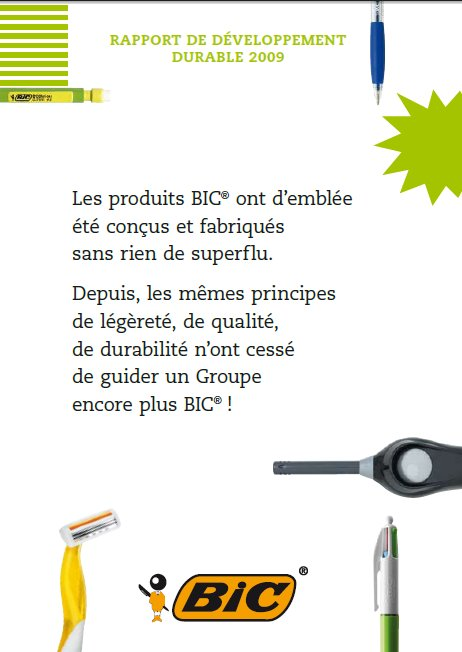 RAPPORT DE DÉVELOPPEMENT
DURABLE 2009
BIC
Les produits BIC® ont d’emblée
été conçus et fabriqués
sans rien de superflu.
Depuis, les mêmes principes
de légèreté, de qualité,
de durabilité n’ont cessé
de guider un Groupe
encore plus BIC® !
BiC®